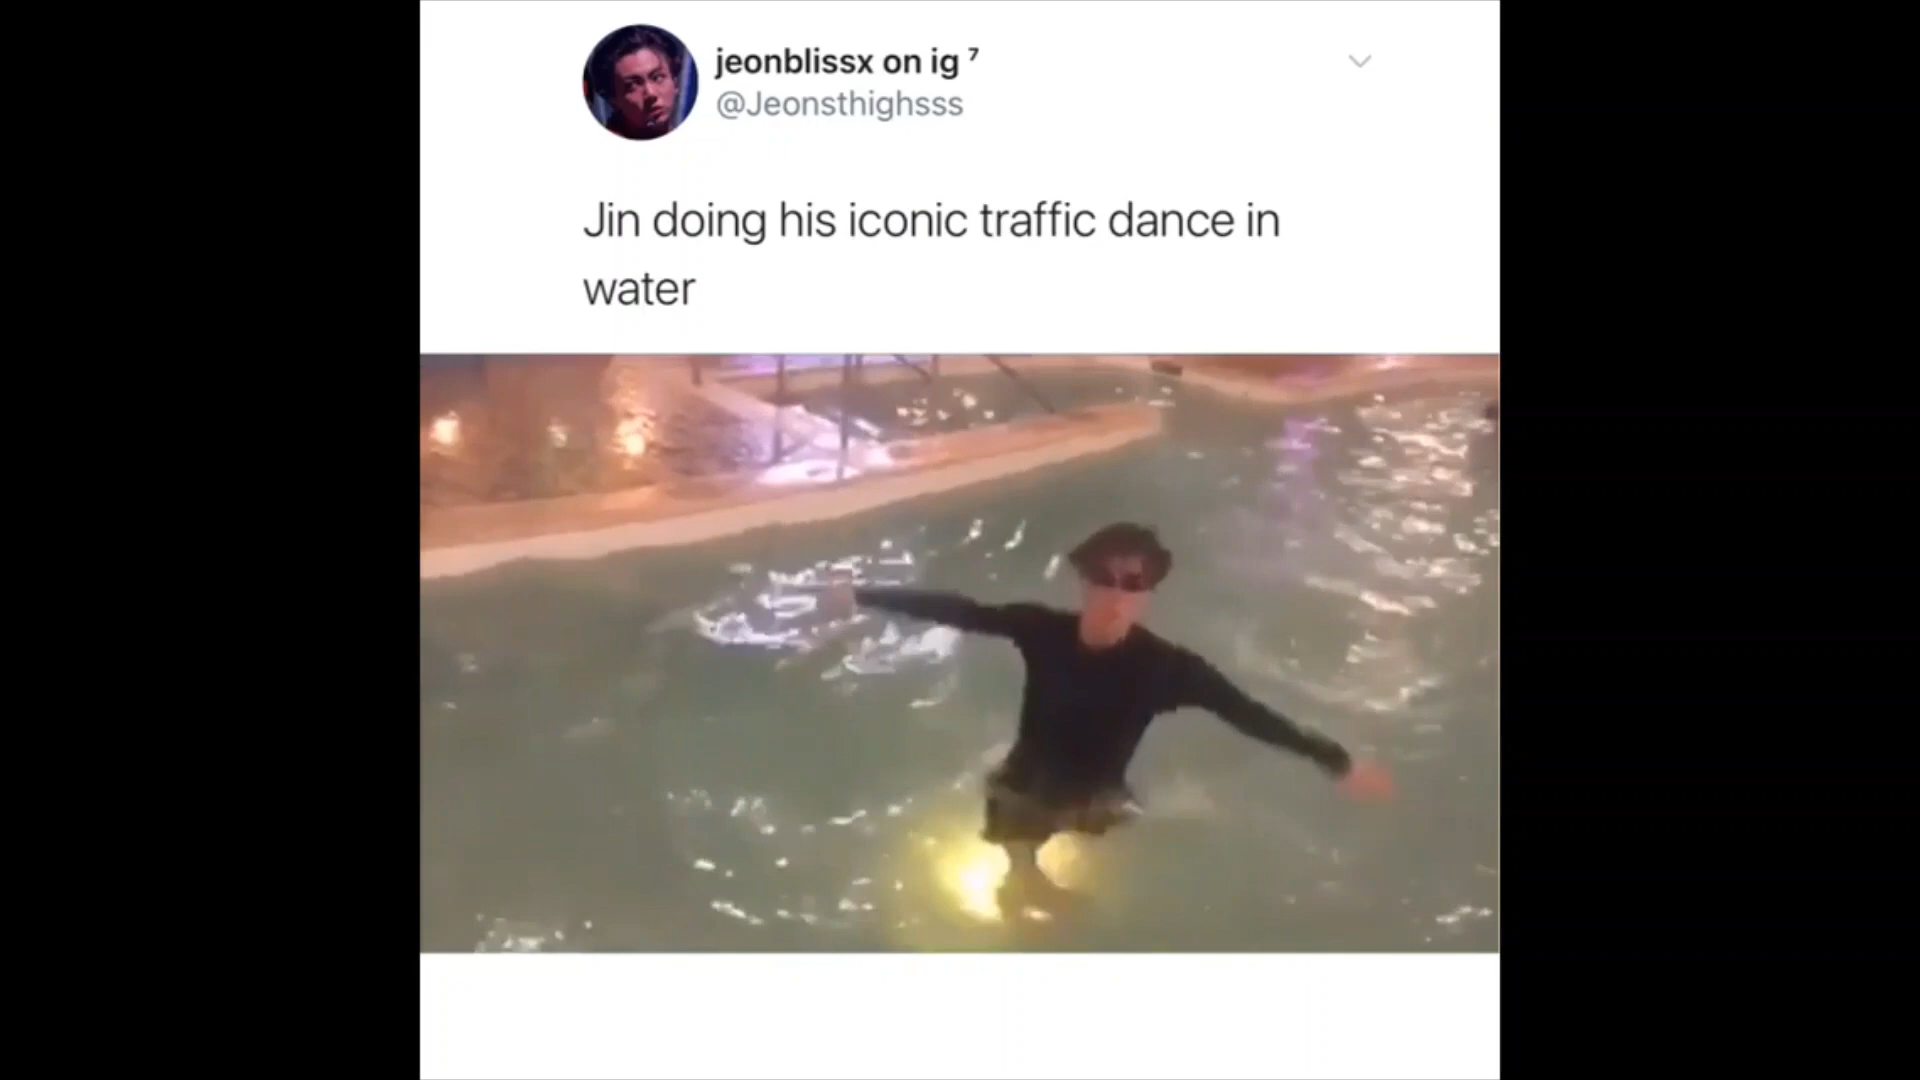 jeonblissx on ig ⁷
@Jeonsthighsss
Jin doing his iconic traffic dance in
water